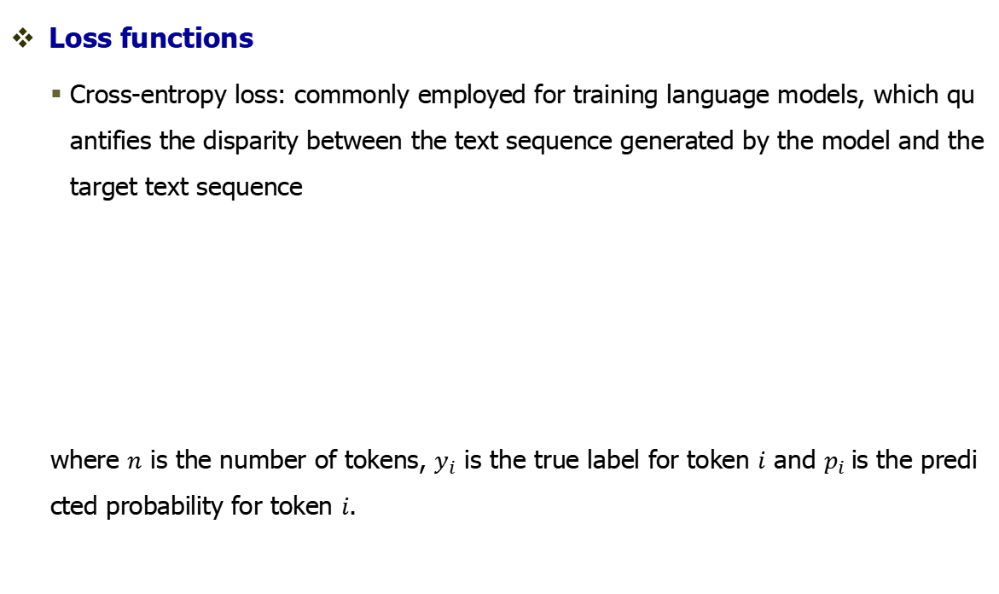 ❖ Loss functions
▪ Cross-entropy loss: commonly employed for training language models, which qu
antifies the disparity between the text sequence generated by the model and the
target text sequence
where n is the number of tokens, yᵢ is the true label for token i and pᵢ is the predi
cted probability for token i.